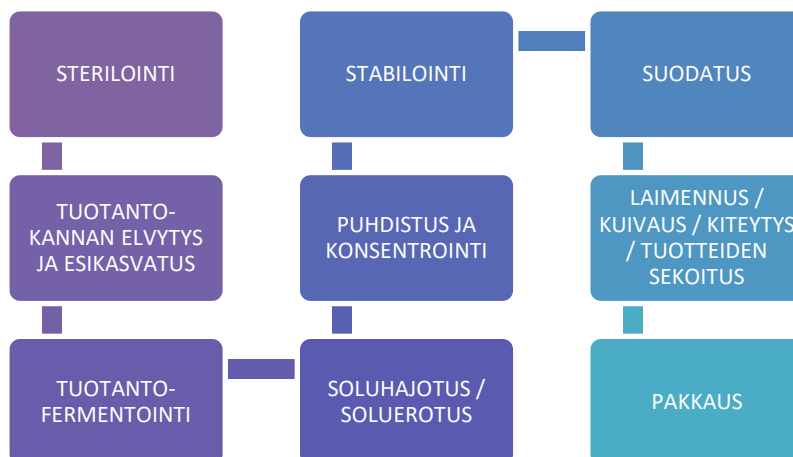 STERILOINTI
TUOTANTO-
KANNAN ELVYTYS
JA ESIKASVATUS
TUOTANTO-
FERMENTOINTI
SOLUHAJOTUS /
SOLUEROTUS
PUHDISTUS JA
KONSENTROINTI
STABILOINTI
SUODATUS
LAIMENNUS /
KUIVAUS / KITEYTYS
/ TUOTTEIDEN
SEKOITUS
PAKKAUS